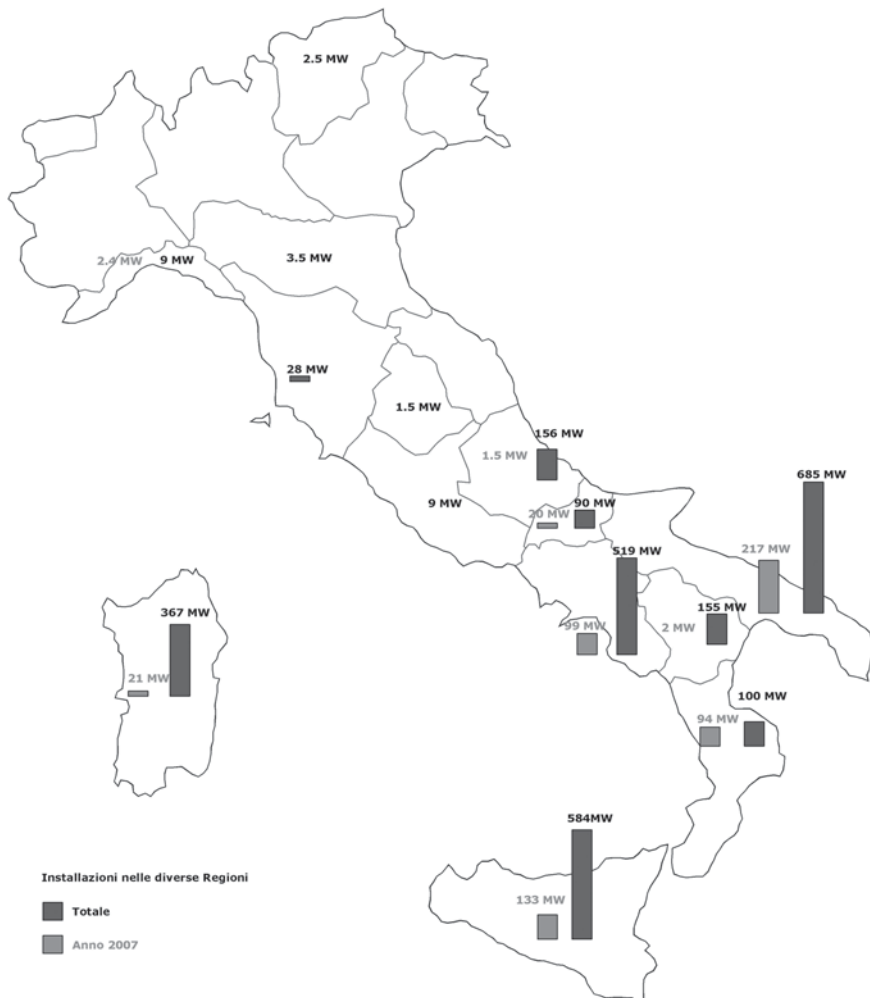 2.5 MW
2.4 MW
9 MW
3.5 MW
28 MW
1.5 MW
156 MW
1.5 MW
685 MW
9 MW
20 MW
90 MW
519 MW
217 MW
367 MW
155 MW
99 MW
2 MW
21 MW
100 MW
94 MW
584MW
Installazioni nelle diverse Regioni
133 MW
Totale
Anno 2007